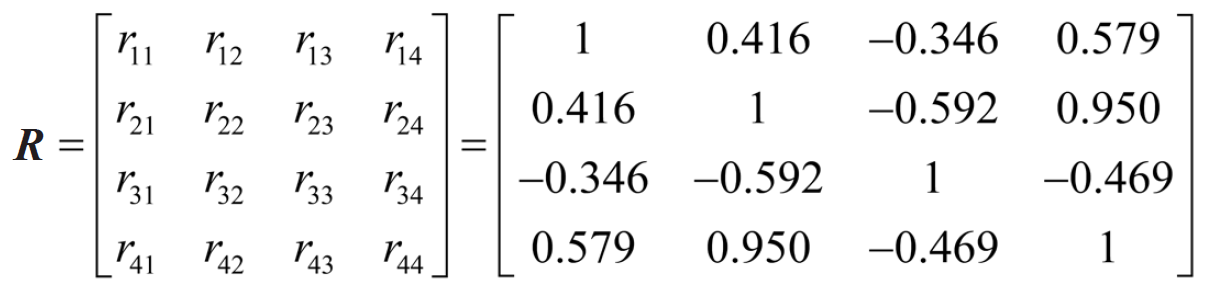 R = [ r11 r12 r13 r14 ] = [ 1 0.416 –0.346 0.579 ]
r21 r22 r23 r24 0.416 1 –0.592 0.950
r31 r32 r33 r34 –0.346 –0.592 1 –0.469
r41 r42 r43 r44 0.579 0.950 –0.469 1